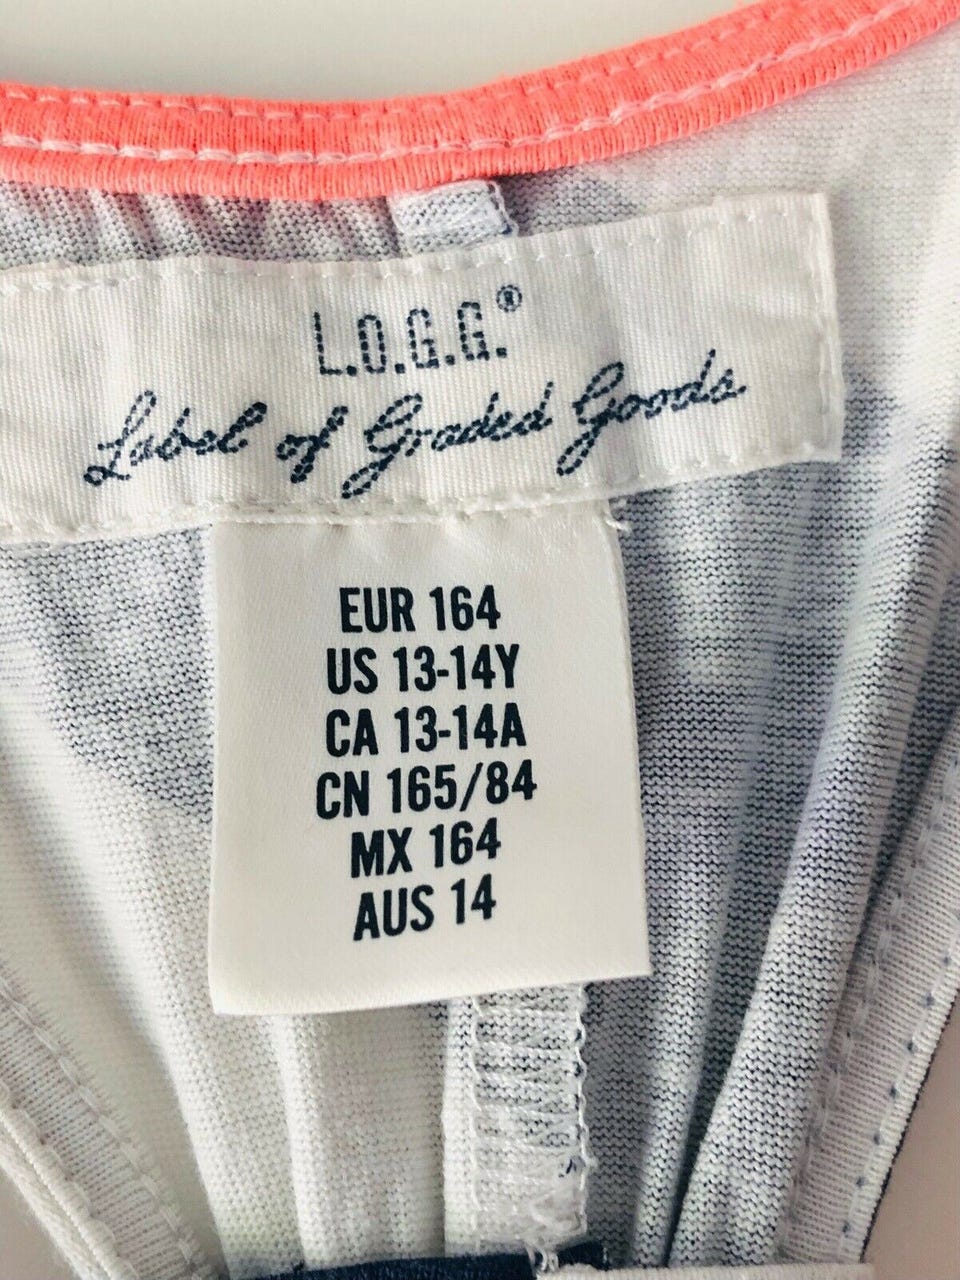 L.O.G.G.®
Label of Graded Goods
EUR 164
US 13-14Y
CA 13-14A
CN 165/84
MX 164
AUS 14